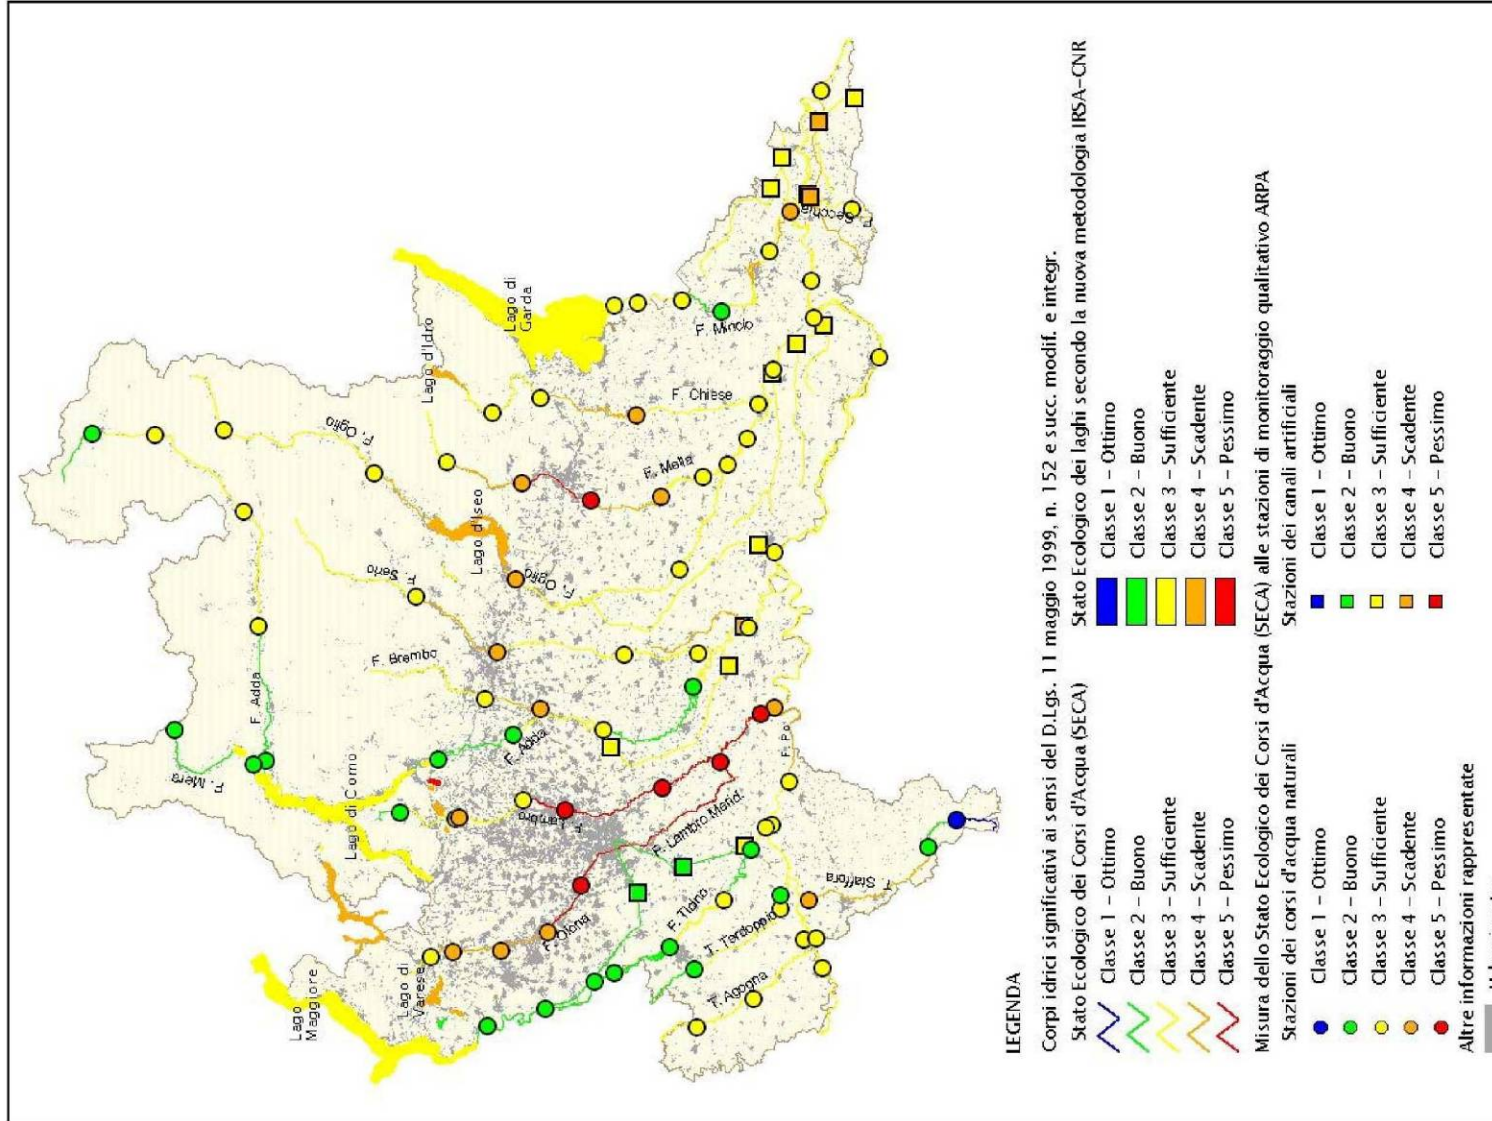 Lago Maggiore
Lago di Varese
Lago di Como
F. Mera
F. Adda
F. Brembo
F. Serio
F. Oglio
Lago d'Iseo
F. Oglio
Lago d'Idro
Lago di Garda
F. Chiese
F. Mella
F. Mincio
F. Secchia
F. Adda
F. Lambro
F. Olona
F. Lambro Merid.
F. Ticino
T. Terdoppio
T. Agogna
F. Po
T. Staffora
LEGENDA
Corpi idrici significativi ai sensi del D.Lgs. 11 maggio 1999, n. 152 e succ. modif. e integr.
Stato Ecologico dei Corsi d'Acqua (SECA)
Classe 1 – Ottimo
Classe 2 – Buono
Classe 3 – Sufficiente
Classe 4 – Scadente
Classe 5 – Pessimo
Stato Ecologico dei laghi secondo la nuova metodologia IRSA–CNR
Classe 1 – Ottimo
Classe 2 – Buono
Classe 3 – Sufficiente
Classe 4 – Scadente
Classe 5 – Pessimo
Misura dello Stato Ecologico dei Corsi d'Acqua (SECA) alle stazioni di monitoraggio qualitativo ARPA
Stazioni dei corsi d'acqua naturali
Classe 1 – Ottimo
Classe 2 – Buono
Classe 3 – Sufficiente
Classe 4 – Scadente
Classe 5 – Pessimo
Stazioni dei canali artificiali
Classe 1 – Ottimo
Classe 2 – Buono
Classe 3 – Sufficiente
Classe 4 – Scadente
Classe 5 – Pessimo
Altre informazioni rappresentate